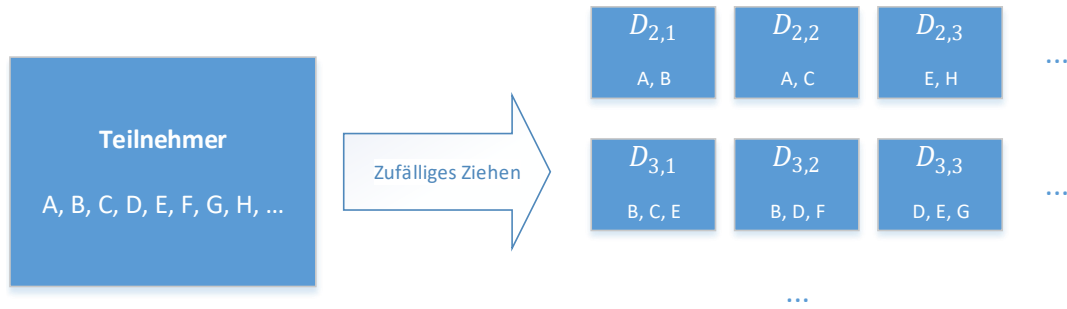 Teilnehmer
A, B, C, D, E, F, G, H, ...
Zufälliges Ziehen
D2,1
A, B
D2,2
A, C
D2,3
E, H
...
D3,1
B, C, E
D3,2
B, D, F
D3,3
D, E, G
...
...